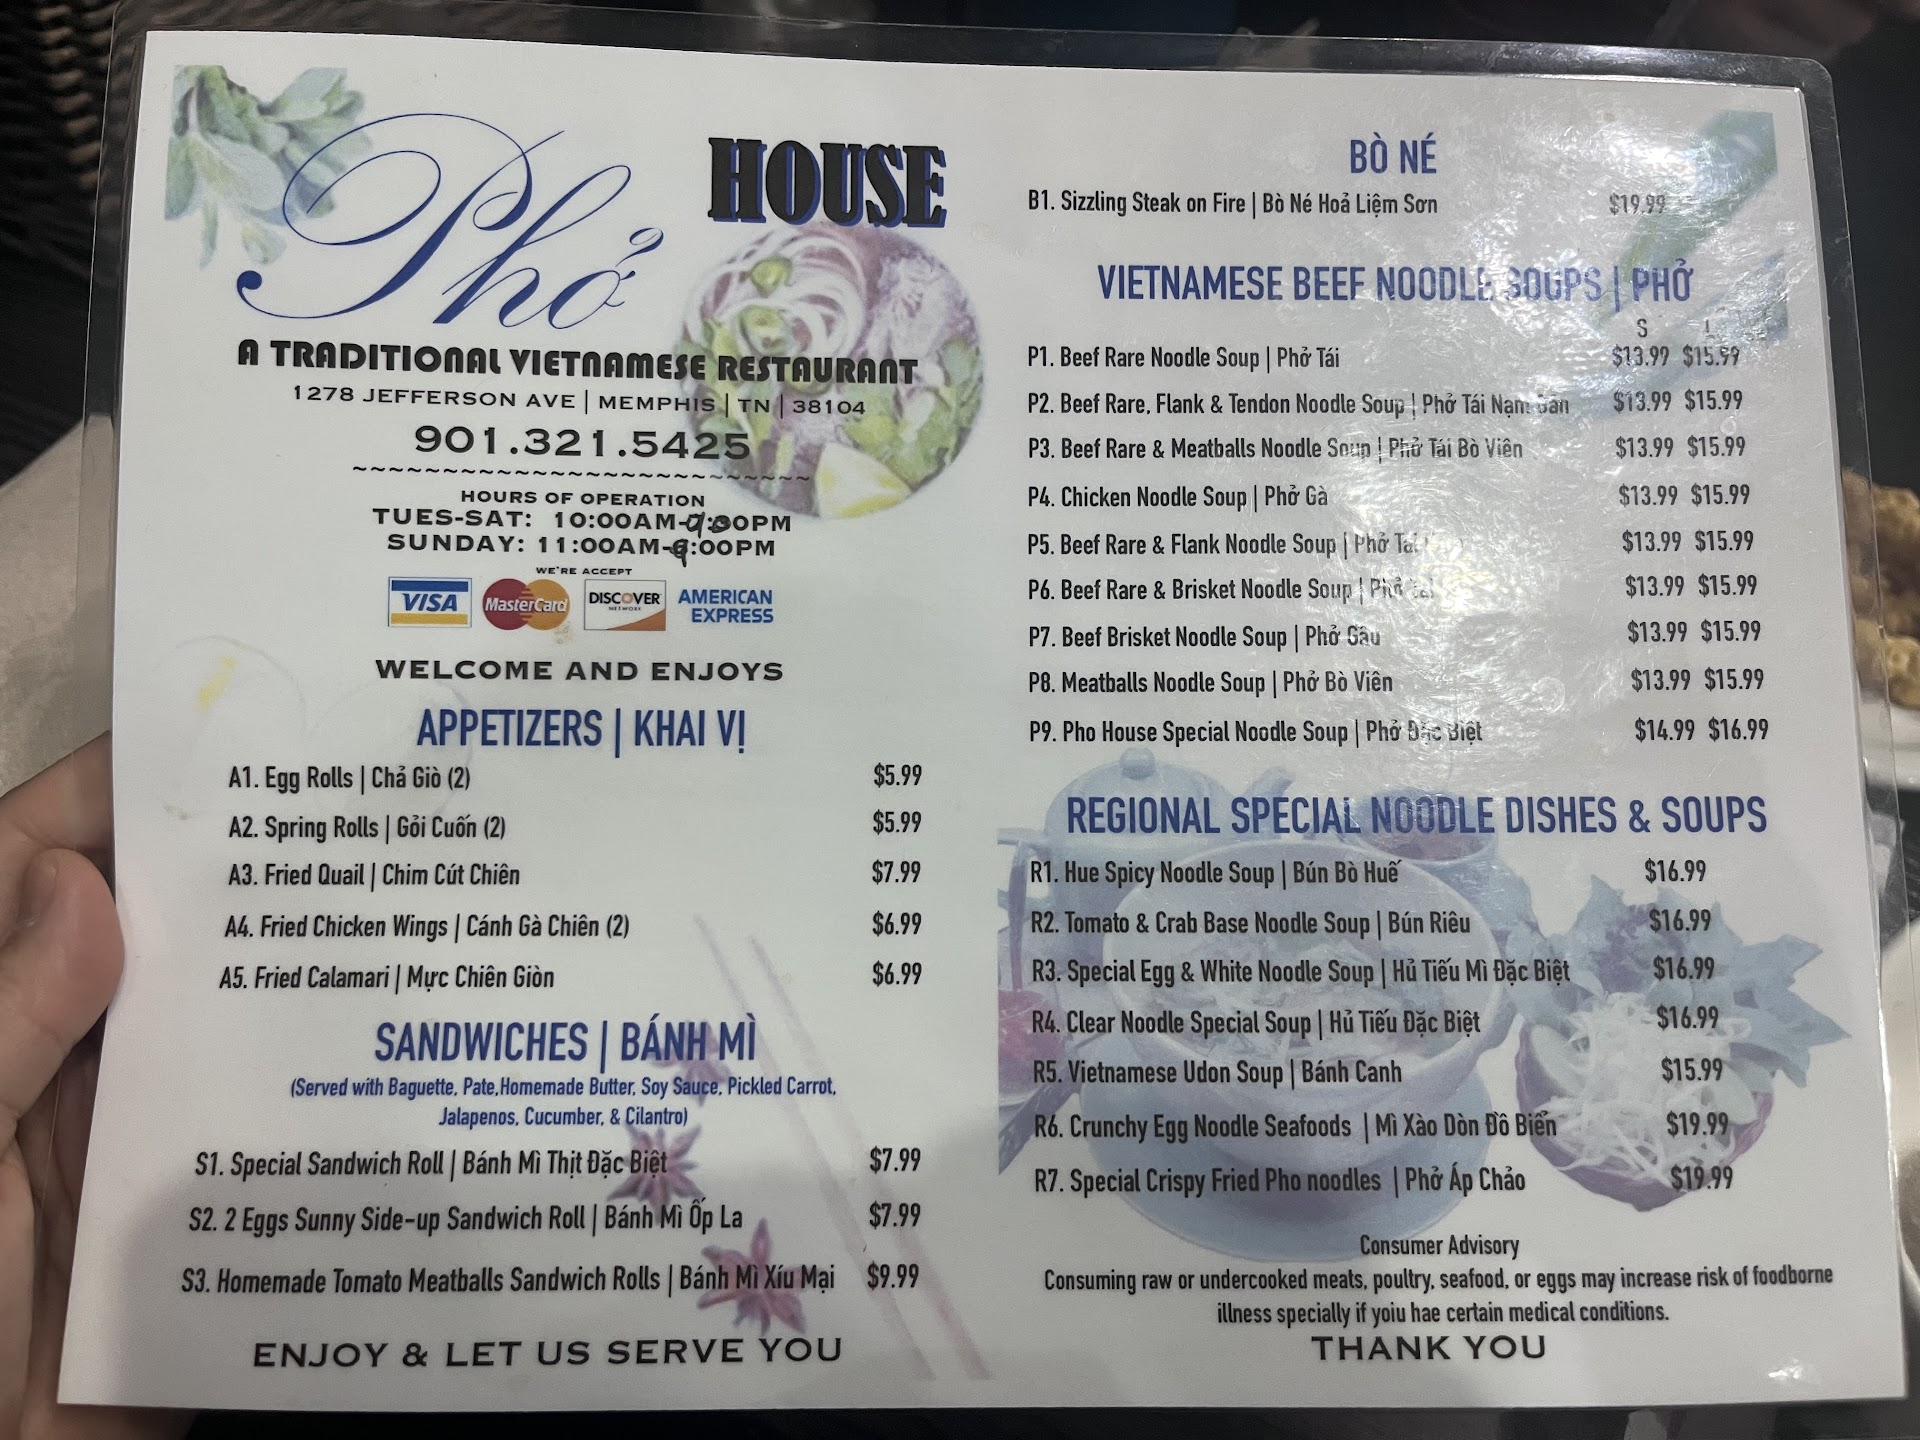 Phở HOUSE
A TRADITIONAL VIETNAMESE RESTAURANT
1278 JEFFERSON AVE | MEMPHIS | TN | 38104
901.321.5425
~~~~~~~~~~~~~~~~~~~~~~~~~~
HOURS OF OPERATION
TUES-SAT: 10:00AM-
SUNDAY: 11:00AM-
WE'RE ACCEPT
VISA MasterCard DISCOVER NETWORK AMERICAN EXPRESS
WELCOME AND ENJOYS
APPETIZERS | KHAI VỊ
A1. Egg Rolls | Chả Giò (2) $5.99
A2. Spring Rolls | Gỏi Cuốn (2) $5.99
A3. Fried Quail | Chim Cút Chiên $7.99
A4. Fried Chicken Wings | Cánh Gà Chiên (2) $6.99
A5. Fried Calamari | Mực Chiên Giòn $6.99
SANDWICHES | BÁNH MÌ
(Served with Baguette, Pate,Homemade Butter, Soy Sauce, Pickled Carrot,
Jalapenos, Cucumber, & Cilantro)
S1. Special Sandwich Roll | Bánh Mì Thịt Đặc Biệt $7.99
S2. 2 Eggs Sunny Side-up Sandwich Roll | Bánh Mì Ốp La $7.99
S3. Homemade Tomato Meatballs Sandwich Rolls | Bánh Mì Xíu Mại $9.99
ENJOY & LET US SERVE YOU
BÒ NÉ
B1. Sizzling Steak on Fire | Bò Né Hoả Liệm Sơn $19.99
VIETNAMESE BEEF NOODLE SOUPS | PHỞ
S L
P1. Beef Rare Noodle Soup | Phở Tái $13.99 $15.99
P2. Beef Rare, Flank & Tendon Noodle Soup | Phở Tái Nạm $13.99 $15.99
P3. Beef Rare & Meatballs Noodle Soup | Phở Tái Bò Viên $13.99 $15.99
P4. Chicken Noodle Soup | Phở Gà $13.99 $15.99
P5. Beef Rare & Flank Noodle Soup | Phở $13.99 $15.99
P6. Beef Rare & Brisket Noodle Soup | Phở $13.99 $15.99
P7. Beef Brisket Noodle Soup | Phở Gầu $13.99 $15.99
P8. Meatballs Noodle Soup | Phở Bò Viên $13.99 $15.99
P9. Pho House Special Noodle Soup | Phở Đặc Biệt $14.99 $16.99
REGIONAL SPECIAL NOODLE DISHES & SOUPS
R1. Hue Spicy Noodle Soup | Bún Bò Huế $16.99
R2. Tomato & Crab Base Noodle Soup | Bún Riêu $16.99
R3. Special Egg & White Noodle Soup | Hủ Tiếu Mì Đặc Biệt $16.99
R4. Clear Noodle Special Soup | Hủ Tiếu Đặc Biệt $16.99
R5. Vietnamese Udon Soup | Bánh Canh $15.99
R6. Crunchy Egg Noodle Seafoods | Mì Xào Dòn Đồ Biển $19.99
R7. Special Crispy Fried Pho noodles | Phở Áp Chảo $19.99
Consumer Advisory
Consuming raw or undercooked meats, poultry, seafood, or eggs may increase risk of foodborne
illness specially if yoiu hae certain medical conditions.
THANK YOU